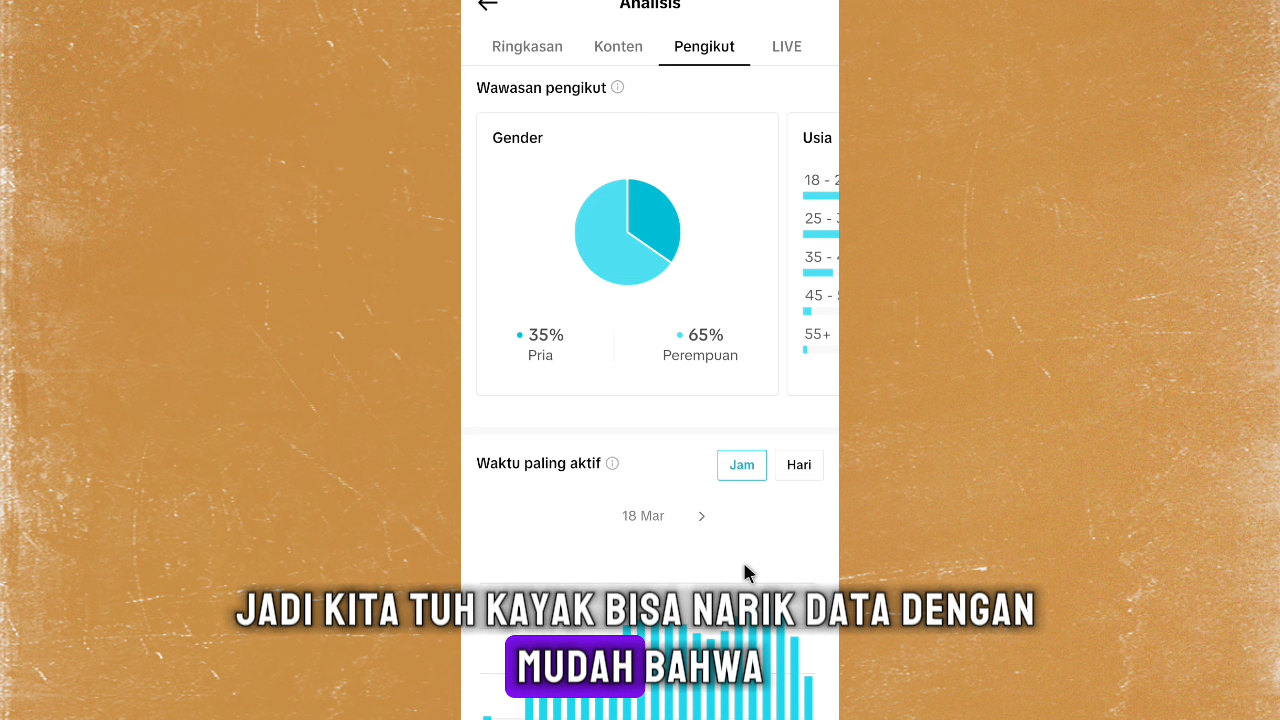 Analisis
Ringkasan Konten Pengikut LIVE
Wawasan pengikut
Gender
Usia
18 -
25 -
35 -
45 -
55+
35% 65%
Pria Perempuan
Waktu paling aktif
Jam Hari
18 Mar
JADI KITA TUH KAYAK BISA NARIK DATA DENGAN
MUDAH BAHWA